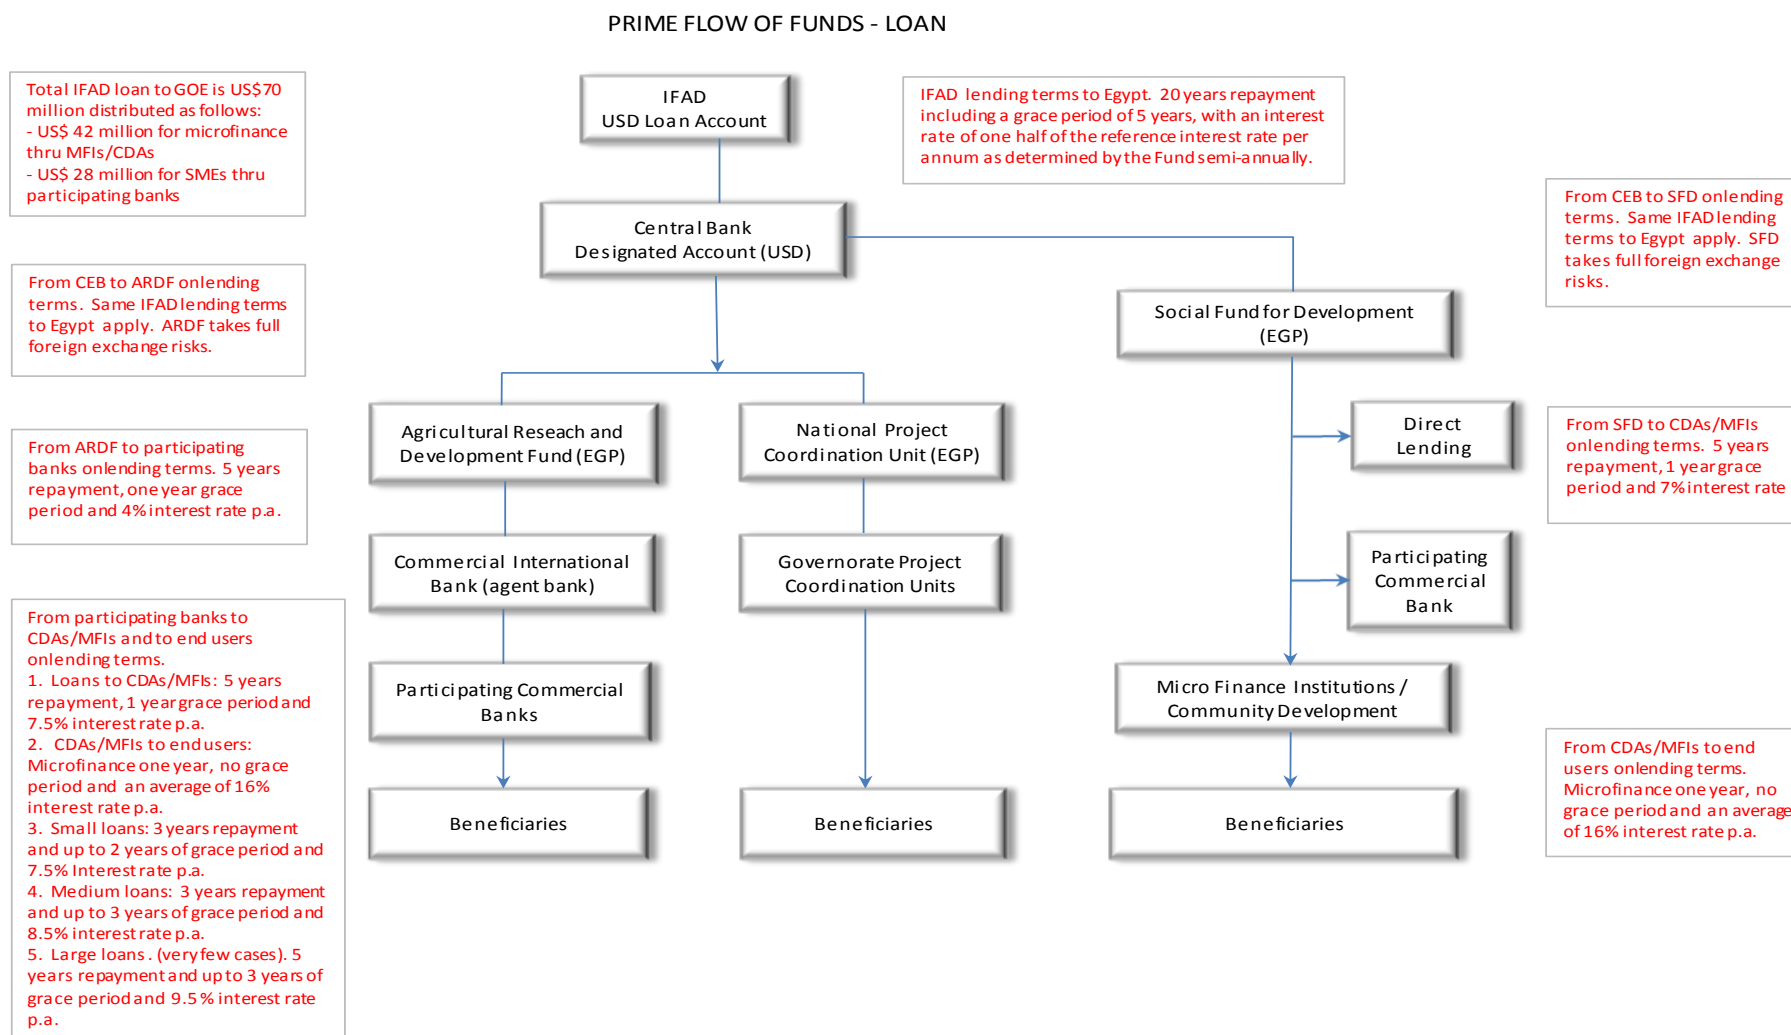 PRIME FLOW OF FUNDS - LOAN
Total IFAD loan to GOE is US$70
million distributed as follows:
- US$ 42 million for microfinance
thru MFIs/CDAs
- US$ 28 million for SMEs thru
participating banks
IFAD
USD Loan Account
IFAD lending terms to Egypt. 20 years repayment
including a grace period of 5 years, with an interest
rate of one half of the reference interest rate per
annum as determined by the Fund semi-annually.
From CEB to SFD onlending
terms. Same IFAD lending
terms to Egypt apply. SFD
takes full foreign exchange
risks.
Central Bank
Designated Account (USD)
From CEB to ARDF onlending
terms. Same IFAD lending terms
to Egypt apply. ARDF takes full
foreign exchange risks.
Social Fund for Development
(EGP)
Agricultural Reseach and
Development Fund (EGP)
National Project
Coordination Unit (EGP)
Direct
Lending
From ARDF to participating
banks onlending terms. 5 years
repayment, one year grace
period and 4% interest rate p.a.
From SFD to CDAs/MFIs
onlending terms. 5 years
repayment, 1 year grace
period and 7% interest rate
Commercial International
Bank (agent bank)
Governorate Project
Coordination Units
Participating
Commercial
Bank
From participating banks to
CDAs/MFIs and to end users
onlending terms.
1. Loans to CDAs/MFIs: 5 years
repayment, 1 year grace period and
7.5% interest rate p.a.
2. CDAs/MFIs to end users:
Microfinance one year, no grace
period and an average of 16%
interest rate p.a.
3. Small loans: 3 years repayment
and up to 2 years of grace period and
7.5% Interest rate p.a.
4. Medium loans: 3 years repayment
and up to 3 years of grace period and
8.5% interest rate p.a.
5. Large loans . (very few cases). 5
years repayment and up to 3 years of
grace period and 9.5% interest rate
p.a.
Participating Commercial
Banks
Micro Finance Institutions /
Community Development
From CDAs/MFIs to end
users onlending terms.
Microfinance one year, no
grace period and an average
of 16% interest rate p.a.
Beneficiaries
Beneficiaries
Beneficiaries